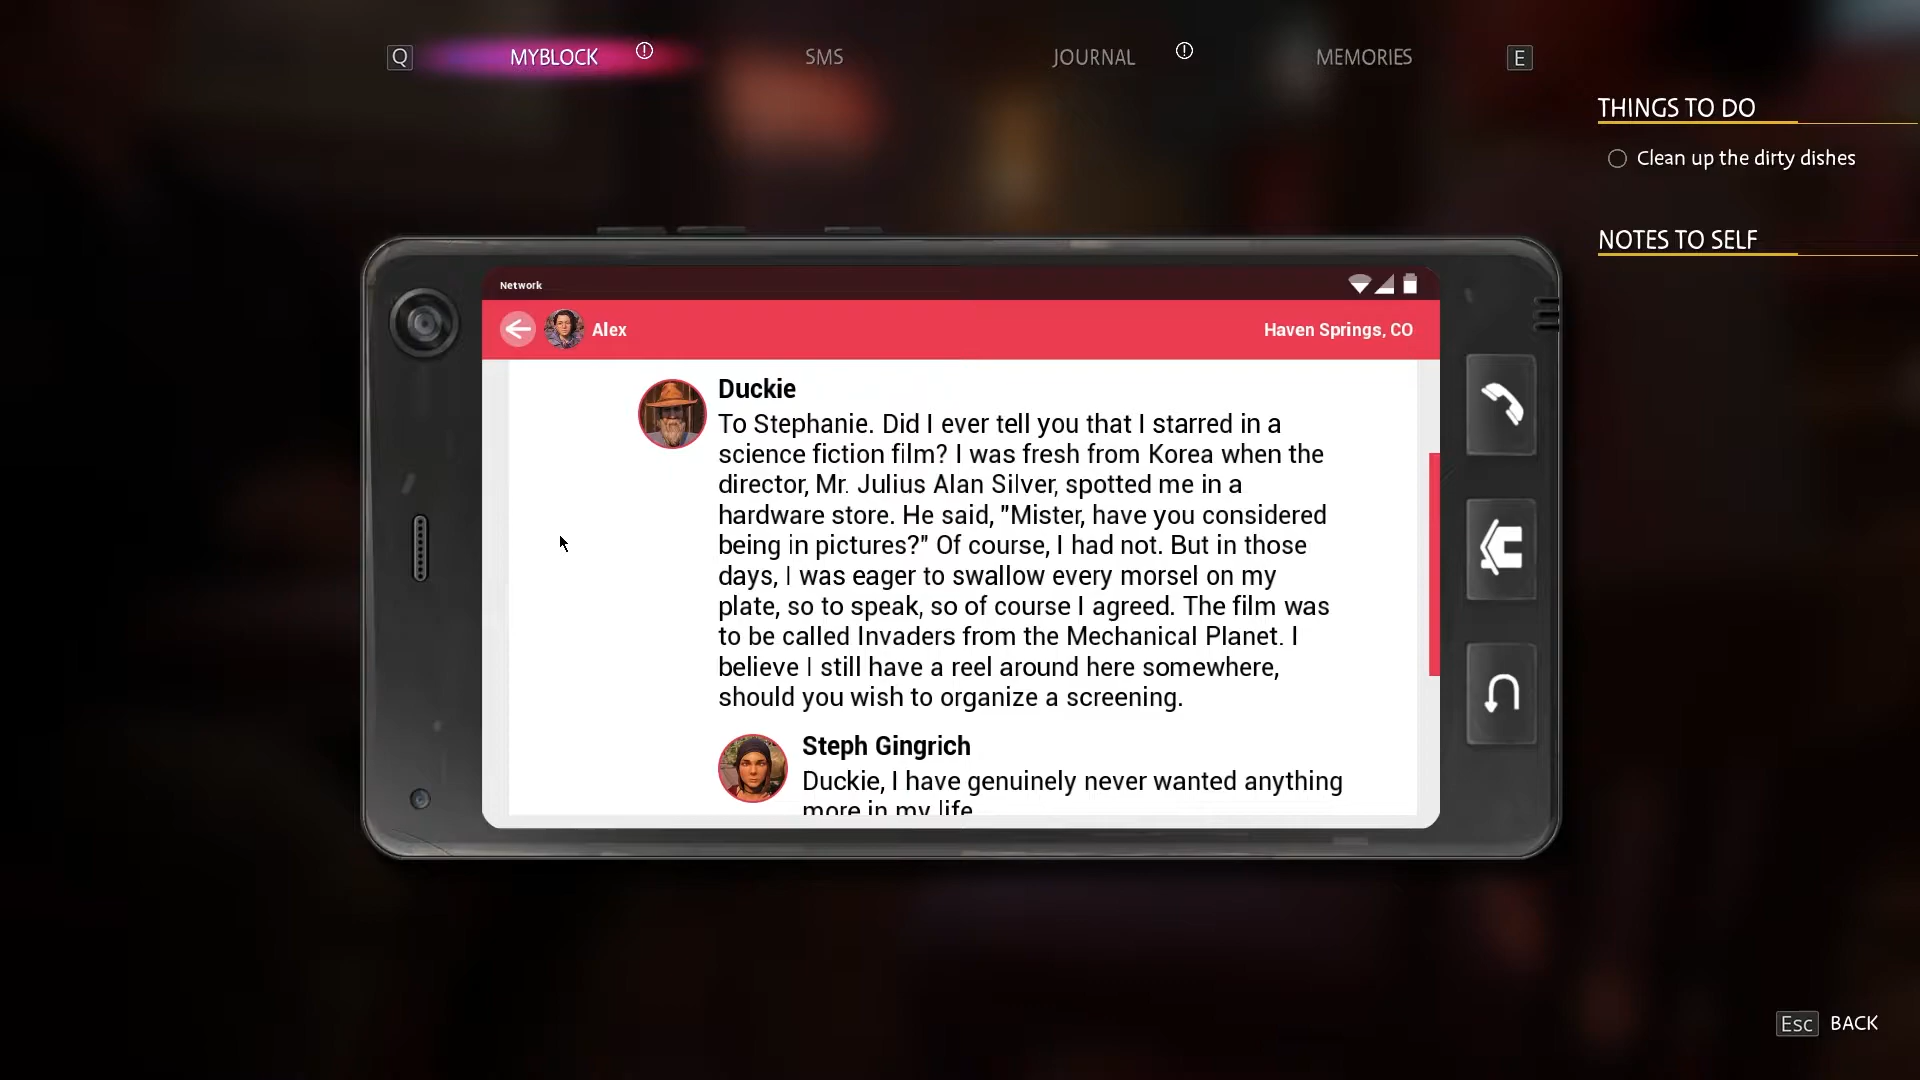 Q
MYBLOCK
SMS
JOURNAL
MEMORIES
E
THINGS TO DO
Clean up the dirty dishes
NOTES TO SELF
Network
Alex
Haven Springs, CO
Duckie
To Stephanie. Did I ever tell you that I starred in a
science fiction film? I was fresh from Korea when the
director, Mr. Julius Alan Silver, spotted me in a
hardware store. He said, "Mister, have you considered
being in pictures?" Of course, I had not. But in those
days, I was eager to swallow every morsel on my
plate, so to speak, so of course I agreed. The film was
to be called Invaders from the Mechanical Planet. I
believe I still have a reel around here somewhere,
should you wish to organize a screening.
Steph Gingrich
Duckie, I have genuinely never wanted anything
more in my life
Esc BACK